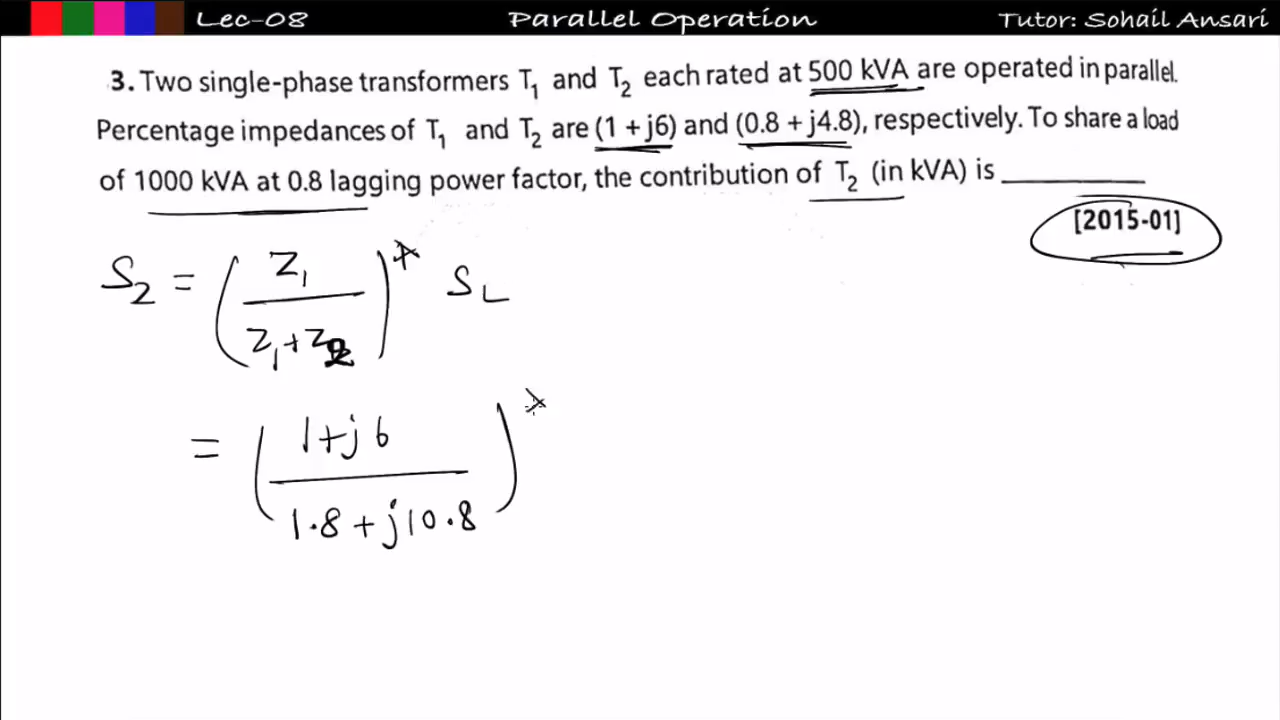 Lec-08 Parallel Operation Tutor: Sohail Ansari
3. Two single-phase transformers T₁ and T₂ each rated at 500 kVA are operated in parallel.
Percentage impedances of T₁ and T₂ are (1 + j6) and (0.8 + j4.8), respectively. To share a load
of 1000 kVA at 0.8 lagging power factor, the contribution of T₂ (in kVA) is ________
[2015-01]
S₂ = (Z₁ / (Z₁+Z₂))* S_L
= ((1+j6) / (1.8+j10.8))*